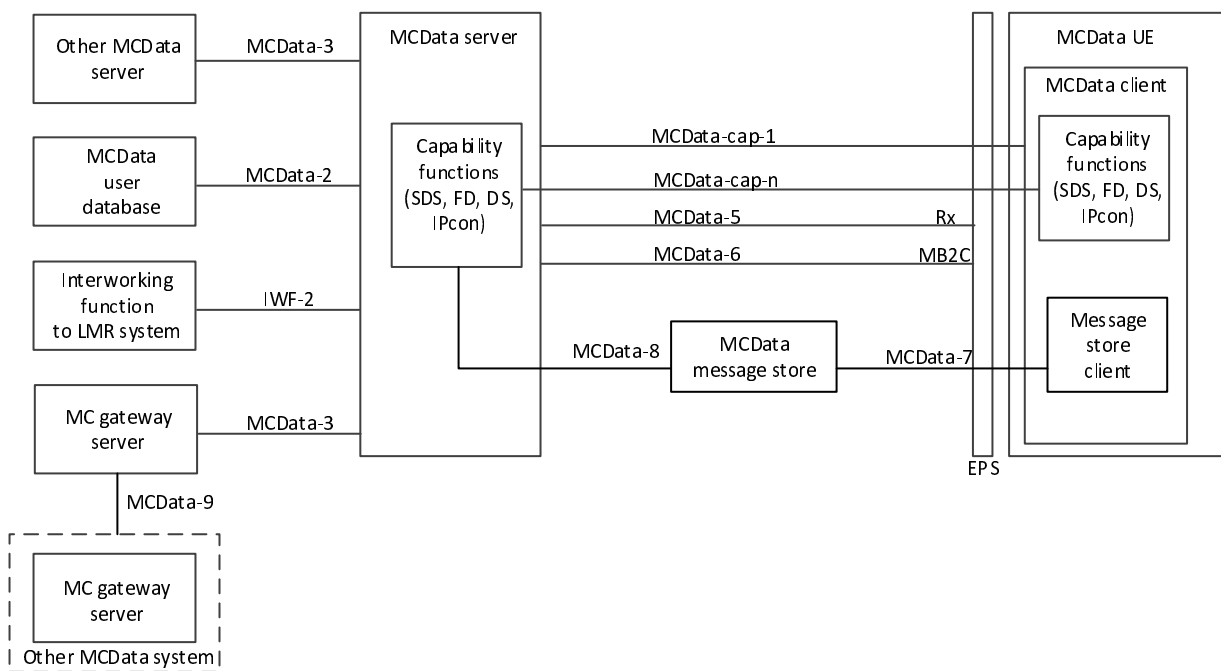 Other MCData
server
MCData-3
MCData server
MCData UE
MCData client
MCData
user
database
MCData-2
Capability
functions
(SDS, FD, DS,
IPcon)
MCData-cap-1
MCData-cap-n
MCData-5
Rx
MCData-6
MB2C
Capability
functions
(SDS, FD, DS,
IPcon)
Interworking
function
to LMR system
IWF-2
MCData-8
MCData
message store
MCData-7
Message
store
client
MC gateway
server
MCData-3
EPS
MCData-9
MC gateway
server
Other MCData system